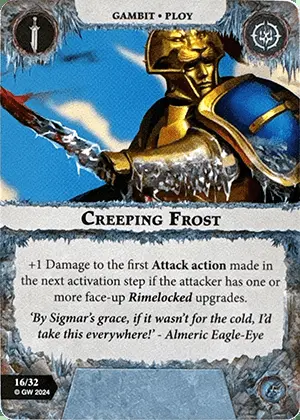 GAMBIT • PLOY
CREEPING FROST
+1 Damage to the first Attack action made in
the next activation step if the attacker has one or
more face-up Rimelocked upgrades.
'By Sigmar's grace, if it wasn't for the cold, I'd
take this everywhere!' - Almeric Eagle-Eye
16/32
© GW 2024